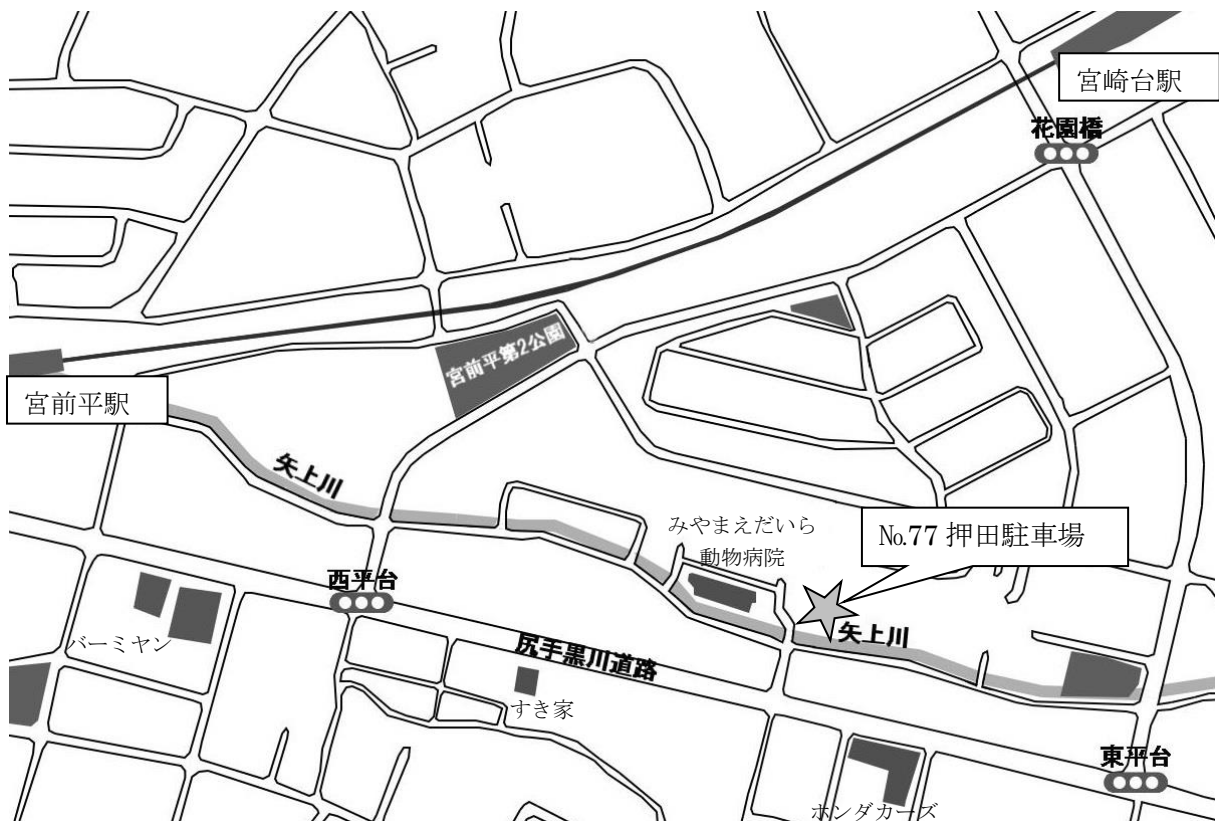 宮崎台駅
花園橋
宮前平第2公園
宮前平駅
矢上川
みやまえだいら
動物病院
№77 押田駐車場
西平台
バーミヤン
尻手黒川道路
矢上川
すき家
東平台
ホンダカーズ